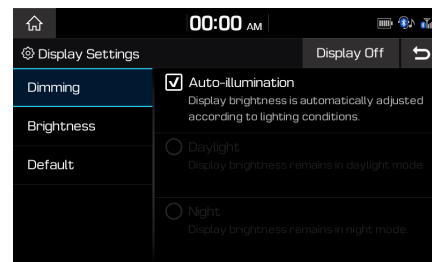 00:00 AM
Display Settings
Display Off
Dimming
Auto-illumination
Display brightness is automatically adjusted
according to lighting conditions.
Brightness
Daylight
Display brightness remains in daylight mode.
Default
Night
Display brightness remains in night mode.